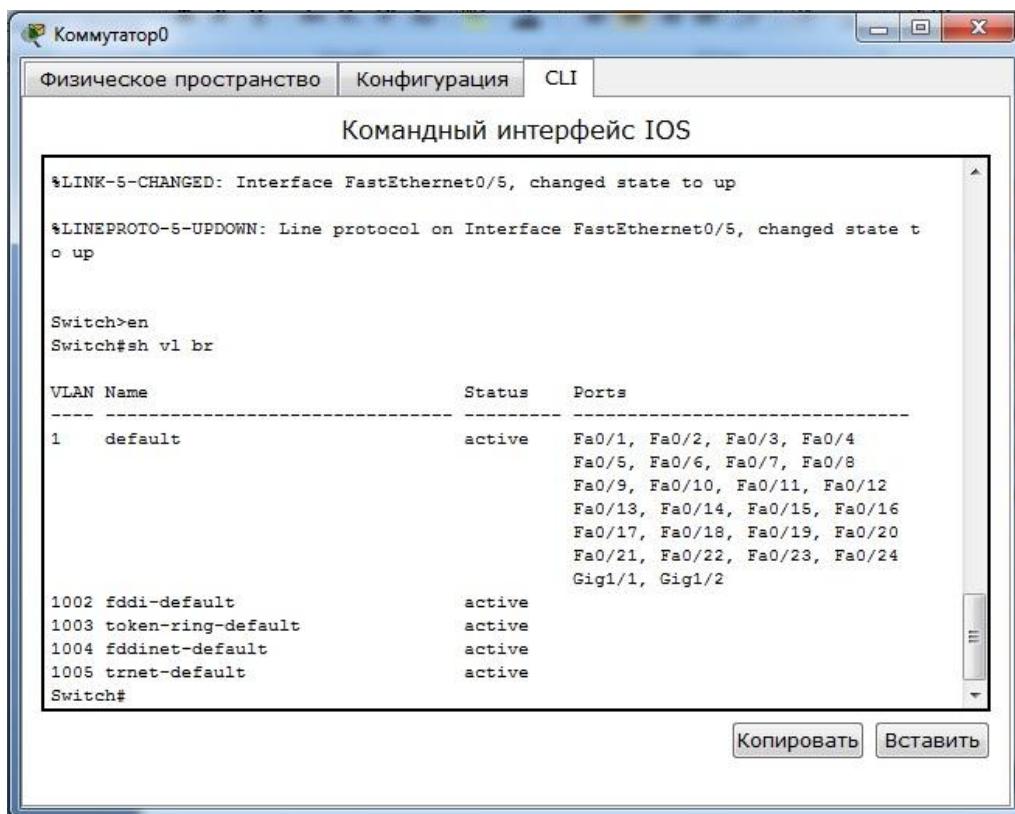 Коммутатор0
Физическое пространство Конфигурация CLI
Командный интерфейс IOS
%LINK-5-CHANGED: Interface FastEthernet0/5, changed state to up
%LINEPROTO-5-UPDOWN: Line protocol on Interface FastEthernet0/5, changed state t
o up
Switch>en
Switch#sh vl br
VLAN Name                             Status    Ports
---- -------------------------------- --------- -------------------------------
1    default                          active    Fa0/1, Fa0/2, Fa0/3, Fa0/4
                                                Fa0/5, Fa0/6, Fa0/7, Fa0/8
                                                Fa0/9, Fa0/10, Fa0/11, Fa0/12
                                                Fa0/13, Fa0/14, Fa0/15, Fa0/16
                                                Fa0/17, Fa0/18, Fa0/19, Fa0/20
                                                Fa0/21, Fa0/22, Fa0/23, Fa0/24
                                                Gig1/1, Gig1/2
1002 fddi-default                     active
1003 token-ring-default               active
1004 fddinet-default                  active
1005 trnet-default                    active
Switch#
Копировать Вставить